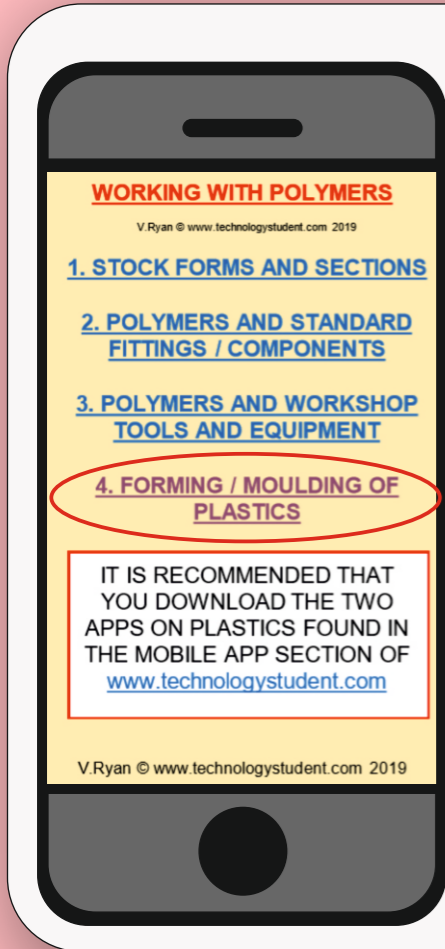 WORKING WITH POLYMERS
V.Ryan © www.technologystudent.com 2019
1. STOCK FORMS AND SECTIONS
2. POLYMERS AND STANDARD
FITTINGS / COMPONENTS
3. POLYMERS AND WORKSHOP
TOOLS AND EQUIPMENT
4. FORMING / MOULDING OF
PLASTICS
IT IS RECOMMENDED THAT
YOU DOWNLOAD THE TWO
APPS ON PLASTICS FOUND IN
THE MOBILE APP SECTION OF
www.technologystudent.com
V.Ryan © www.technologystudent.com 2019